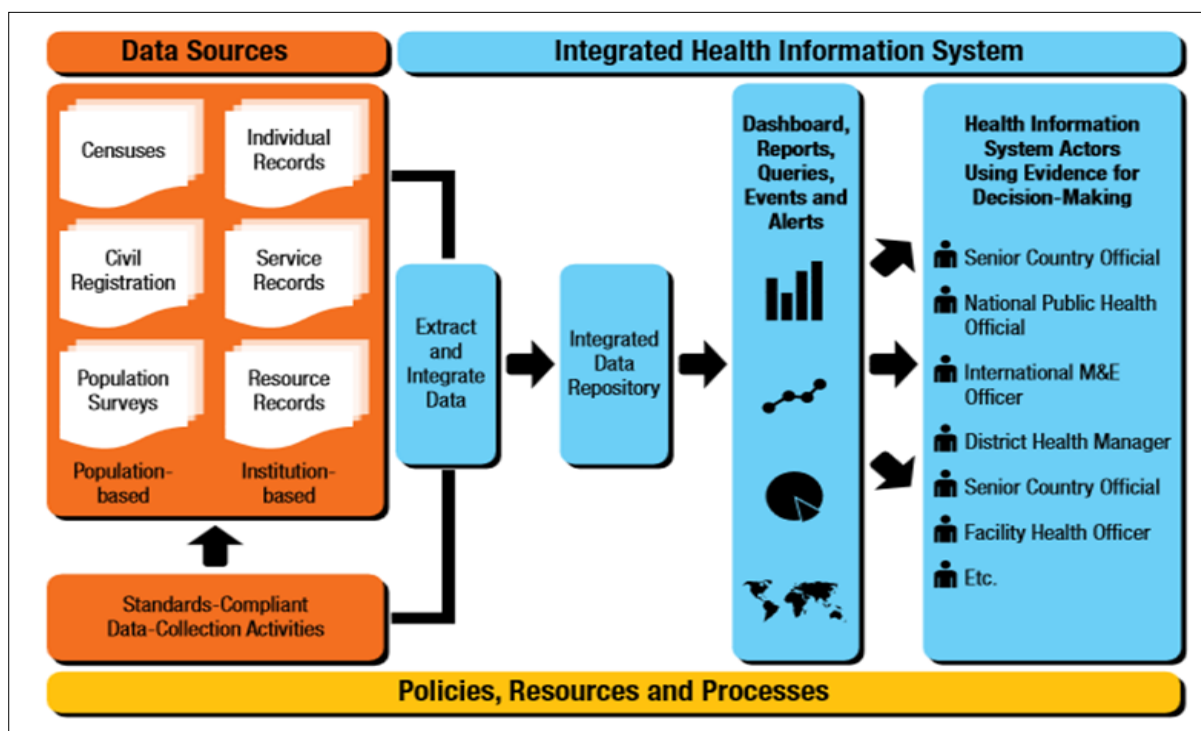 Data Sources
Integrated Health Information System
Censuses
Individual
Records
Civil
Registration
Service
Records
Population
Surveys
Resource
Records
Population-
based
Institution-
based
Standards-Compliant
Data-Collection Activities
Extract
and
Integrate
Data
Integrated
Data
Repository
Dashboard,
Reports,
Queries,
Events and
Alerts
Health Information
System Actors
Using Evidence for
Decision-Making
Senior Country Official
National Public Health
Official
International M&E
Officer
District Health Manager
Senior Country Official
Facility Health Officer
Etc.
Policies, Resources and Processes